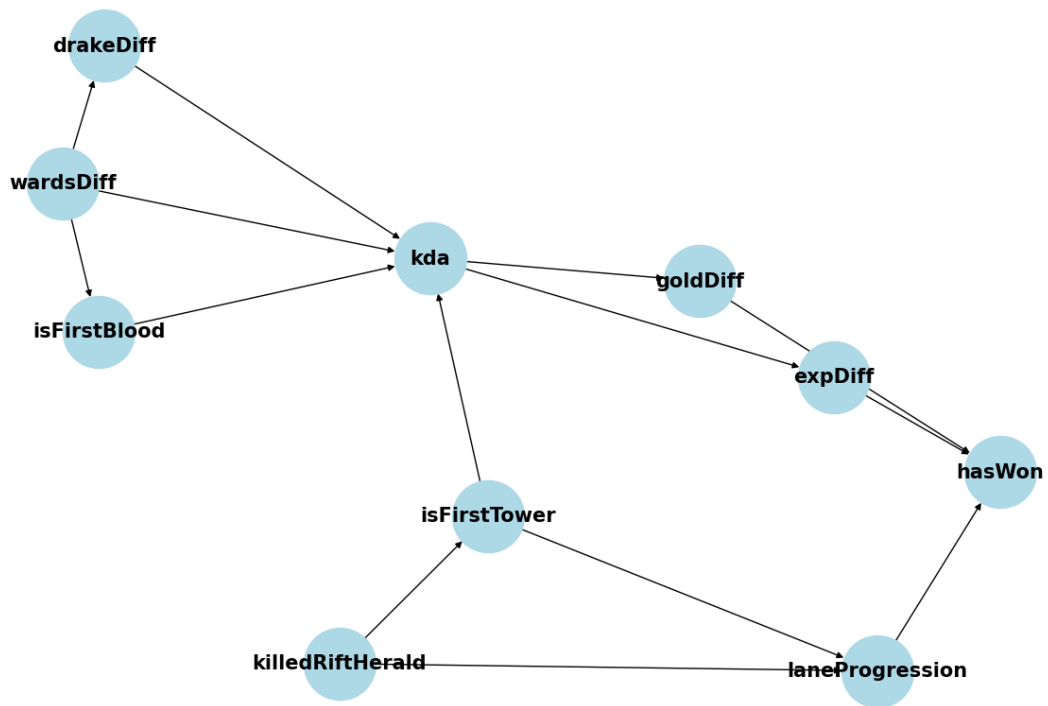 drakeDiff
wardsDiff
kda
goldDiff
isFirstBlood
expDiff
hasWon
isFirstTower
killedRiftHerald
laneProgression